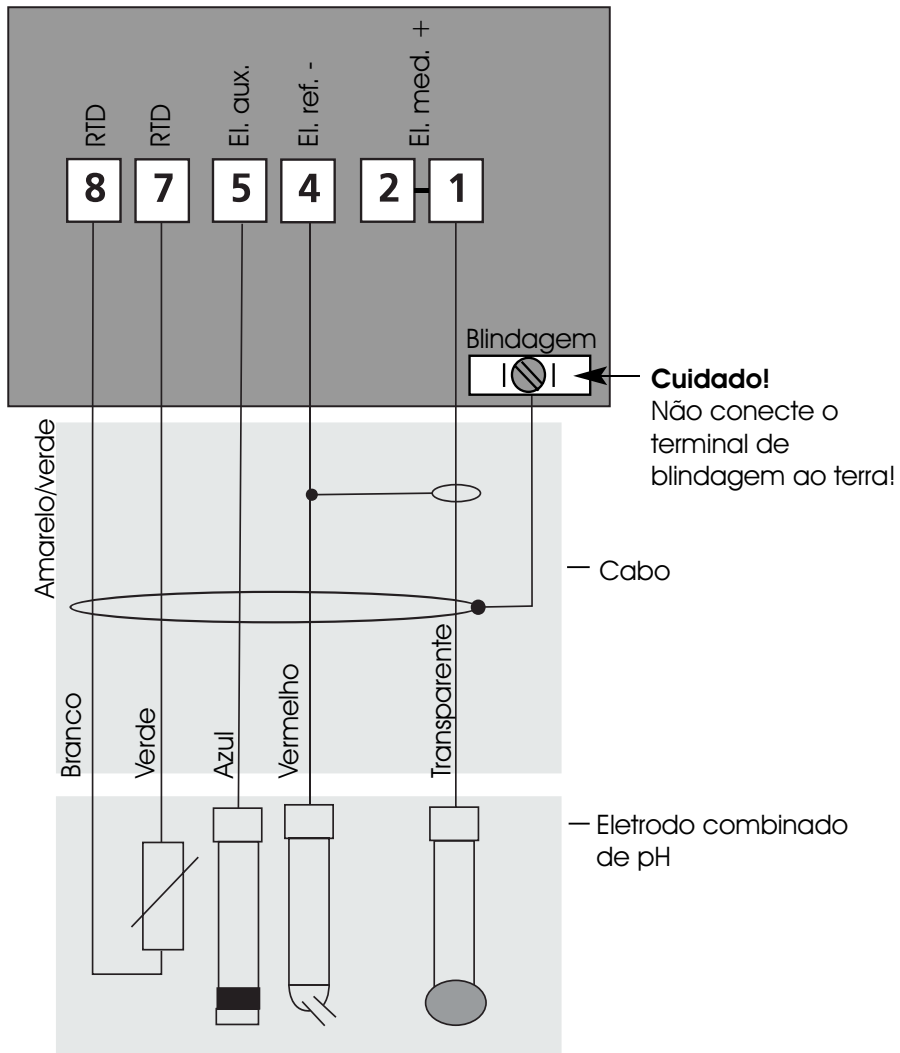 RTD
RTD
El. aux.
El. ref. -
El. med. +
8
7
5
4
2
1
Blindagem
Cuidado!
Não conecte o
terminal de
blindagem ao terra!
Amarelo/verde
Cabo
Branco
Verde
Azul
Vermelho
Transparente
Eletrodo combinado
de pH